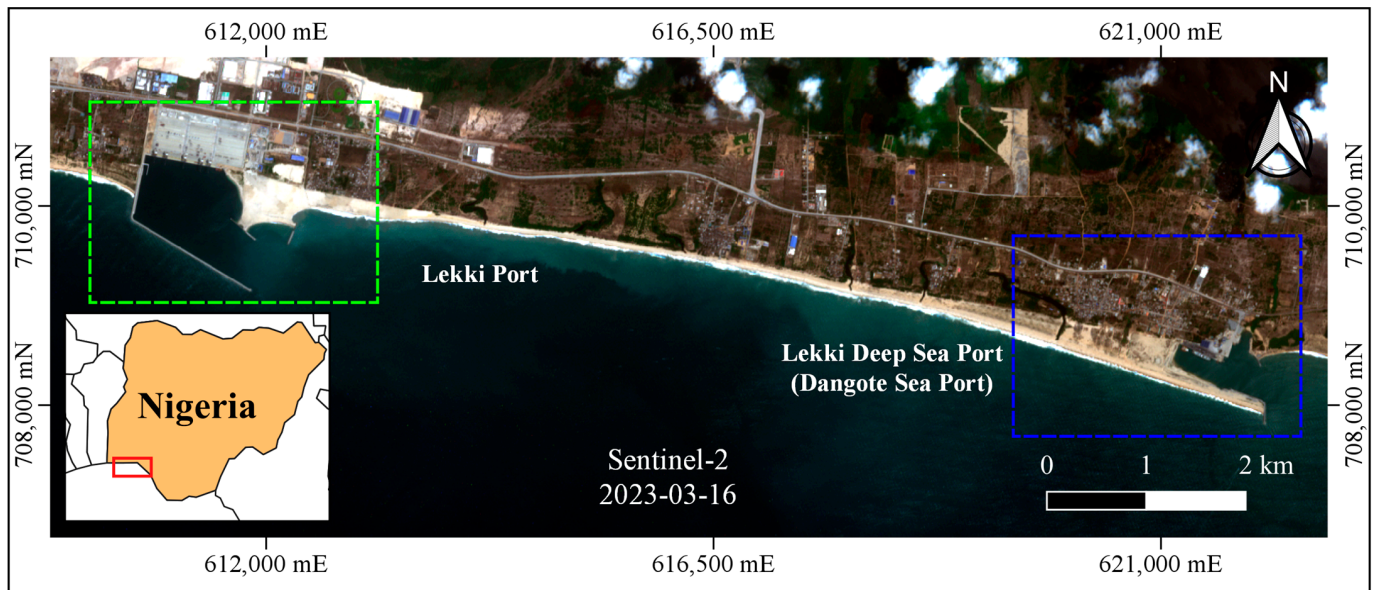 612,000 mE 616,500 mE 621,000 mE
N
710,000 mN
710,000 mN
Lekki Port
Lekki Deep Sea Port
(Dangote Sea Port)
Nigeria
708,000 mN
708,000 mN
Sentinel-2
2023-03-16
0 1 2 km
612,000 mE 616,500 mE 621,000 mE